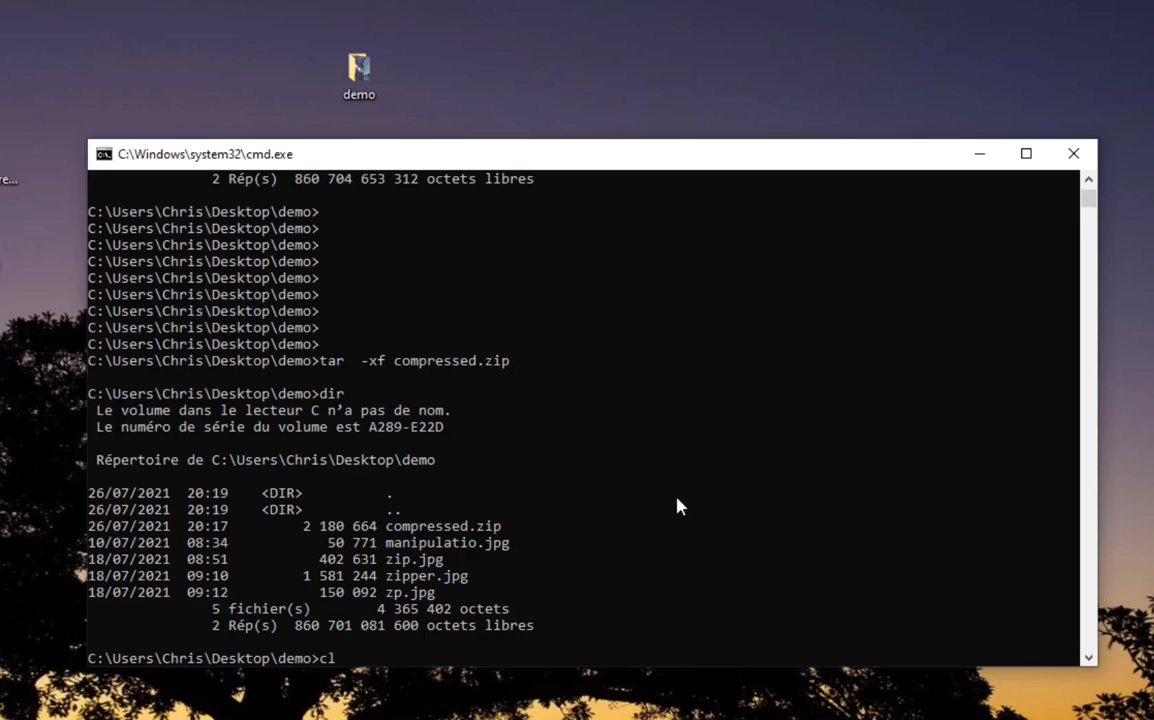 demo
re...
C:\Windows\system32\cmd.exe
2 Rép(s)  860 704 653 312 octets libres
C:\Users\Chris\Desktop\demo>
C:\Users\Chris\Desktop\demo>
C:\Users\Chris\Desktop\demo>
C:\Users\Chris\Desktop\demo>
C:\Users\Chris\Desktop\demo>
C:\Users\Chris\Desktop\demo>
C:\Users\Chris\Desktop\demo>
C:\Users\Chris\Desktop\demo>
C:\Users\Chris\Desktop\demo>
C:\Users\Chris\Desktop\demo>tar  -xf compressed.zip
C:\Users\Chris\Desktop\demo>dir
Le volume dans le lecteur C n’a pas de nom.
Le numéro de série du volume est A289-E22D
Répertoire de C:\Users\Chris\Desktop\demo
26/07/2021  20:19    <DIR>          .
26/07/2021  20:19    <DIR>          ..
26/07/2021  20:17         2 180 664 compressed.zip
10/07/2021  08:34            50 771 manipulatio.jpg
18/07/2021  08:51           402 631 zip.jpg
18/07/2021  09:10         1 581 244 zipper.jpg
18/07/2021  09:12           150 092 zp.jpg
5 fichier(s)        4 365 402 octets
2 Rép(s)  860 701 081 600 octets libres
C:\Users\Chris\Desktop\demo>cl